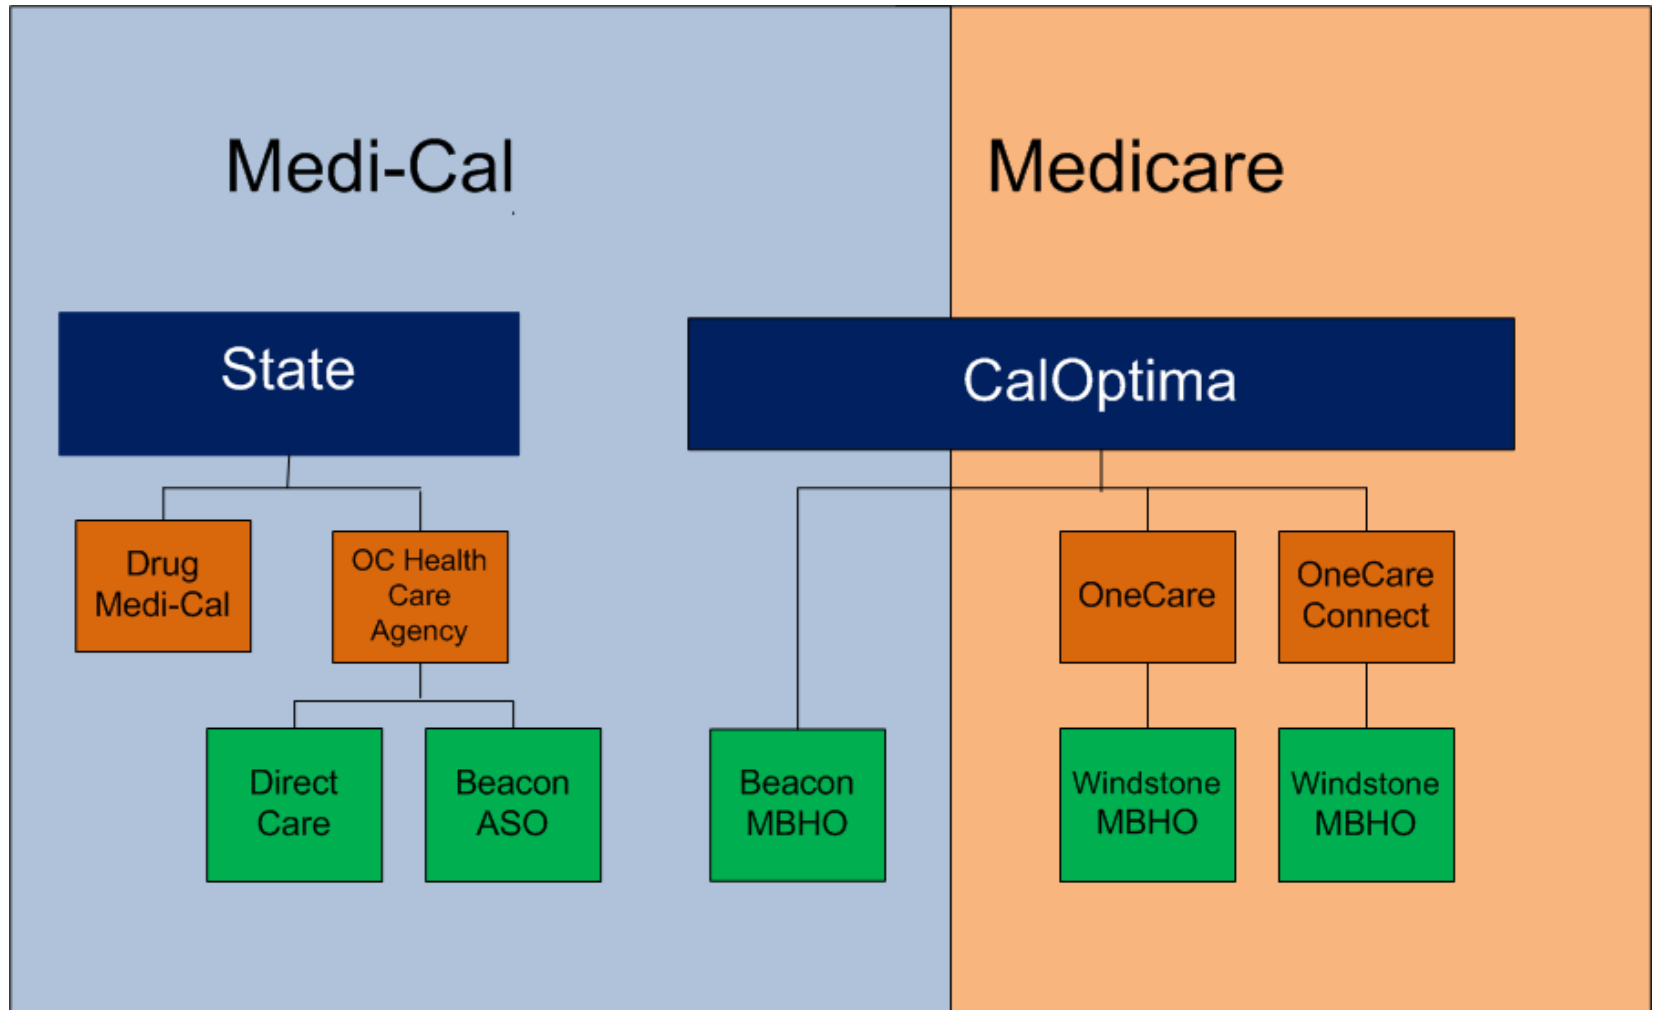 Medi-Cal
Medicare
State
CalOptima
Drug
Medi-Cal
OC Health
Care
Agency
OneCare
OneCare
Connect
Direct
Care
Beacon
ASO
Beacon
MBHO
Windstone
MBHO
Windstone
MBHO